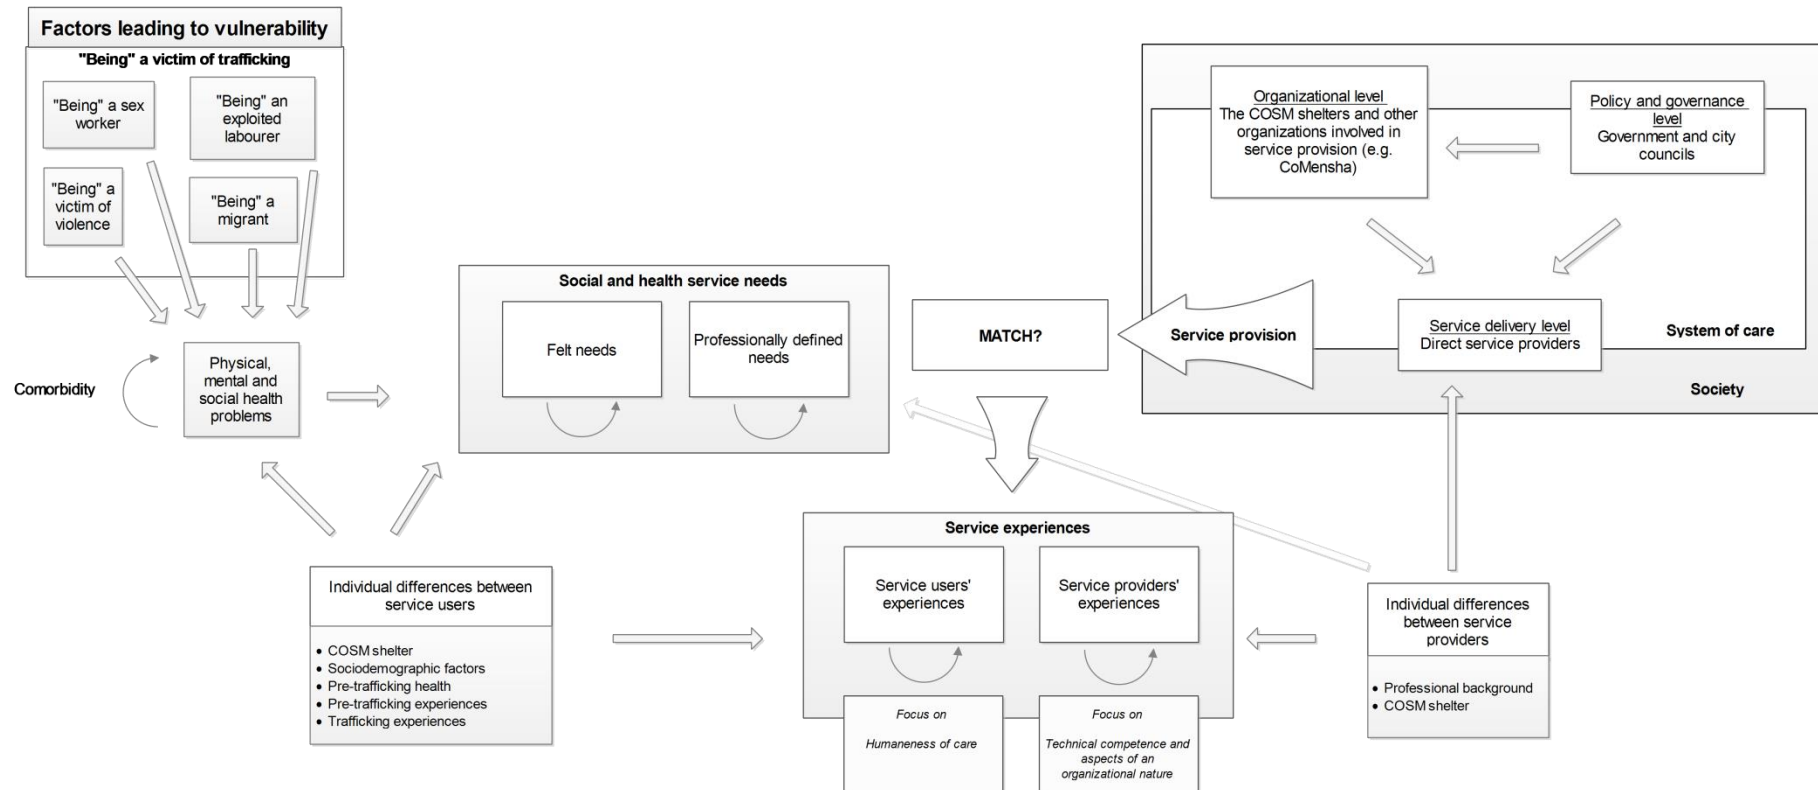 Factors leading to vulnerability
"Being" a victim of trafficking
"Being" a sex
worker
"Being" an
exploited
labourer
"Being" a
victim of
violence
"Being" a
migrant
Comorbidity
Physical,
mental and
social health
problems
Social and health service needs
Felt needs
Professionally defined
needs
MATCH?
Service provision
Organizational level
The COSM shelters and other
organizations involved in
service provision (e.g.
CoMensha)
Policy and governance
level
Government and city
councils
Service delivery level
Direct service providers
System of care
Society
Individual differences between
service users
• COSM shelter
• Sociodemographic factors
• Pre-trafficking health
• Pre-trafficking experiences
• Trafficking experiences
Service experiences
Service users'
experiences
Service providers'
experiences
Focus on
Humaneness of care
Focus on
Technical competence and
aspects of an
organizational nature
Individual differences
between service
providers
• Professional background
• COSM shelter